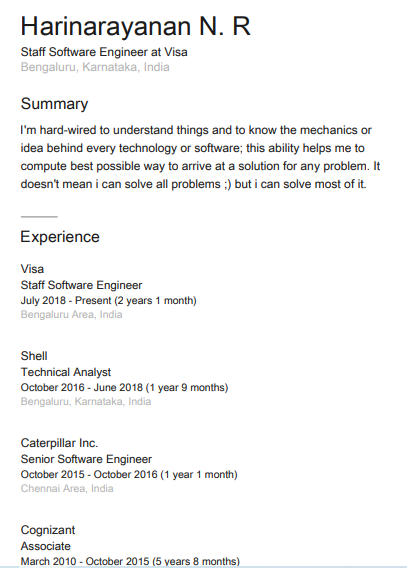 Harinarayanan N. R
Staff Software Engineer at Visa
Bengaluru, Karnataka, India
Summary
I'm hard-wired to understand things and to know the mechanics or
idea behind every technology or software; this ability helps me to
compute best possible way to arrive at a solution for any problem. It
doesn't mean i can solve all problems ;) but i can solve most of it.
Experience
Visa
Staff Software Engineer
July 2018 - Present (2 years 1 month)
Bengaluru Area, India
Shell
Technical Analyst
October 2016 - June 2018 (1 year 9 months)
Bengaluru, Karnataka, India
Caterpillar Inc.
Senior Software Engineer
October 2015 - October 2016 (1 year 1 month)
Chennai Area, India
Cognizant
Associate
March 2010 - October 2015 (5 years 8 months)